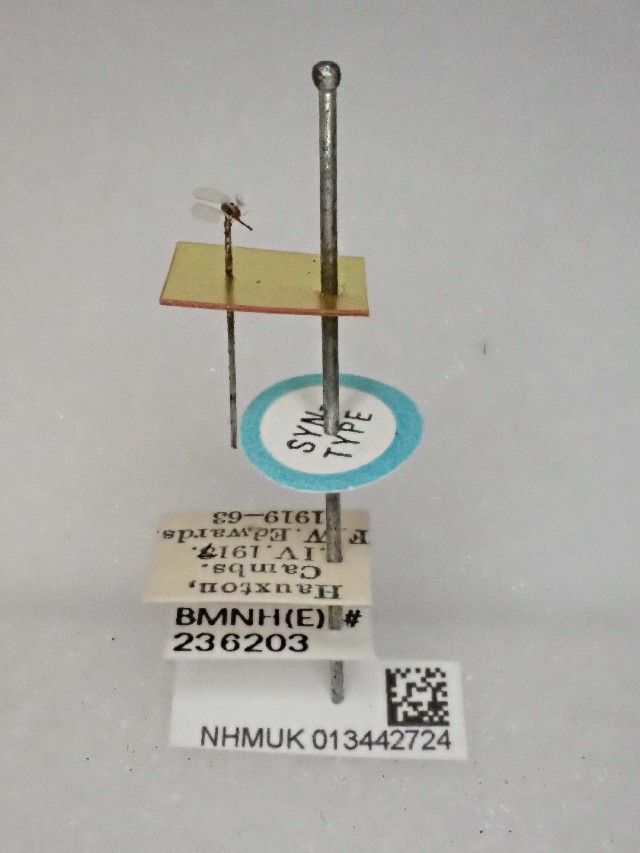 SYN-
TYPE
Hauxton,
Cambs.
.IV.1917.
F. W. Edwards.
1919—63
BMNH(E) #
236203
NHMUK 013442724